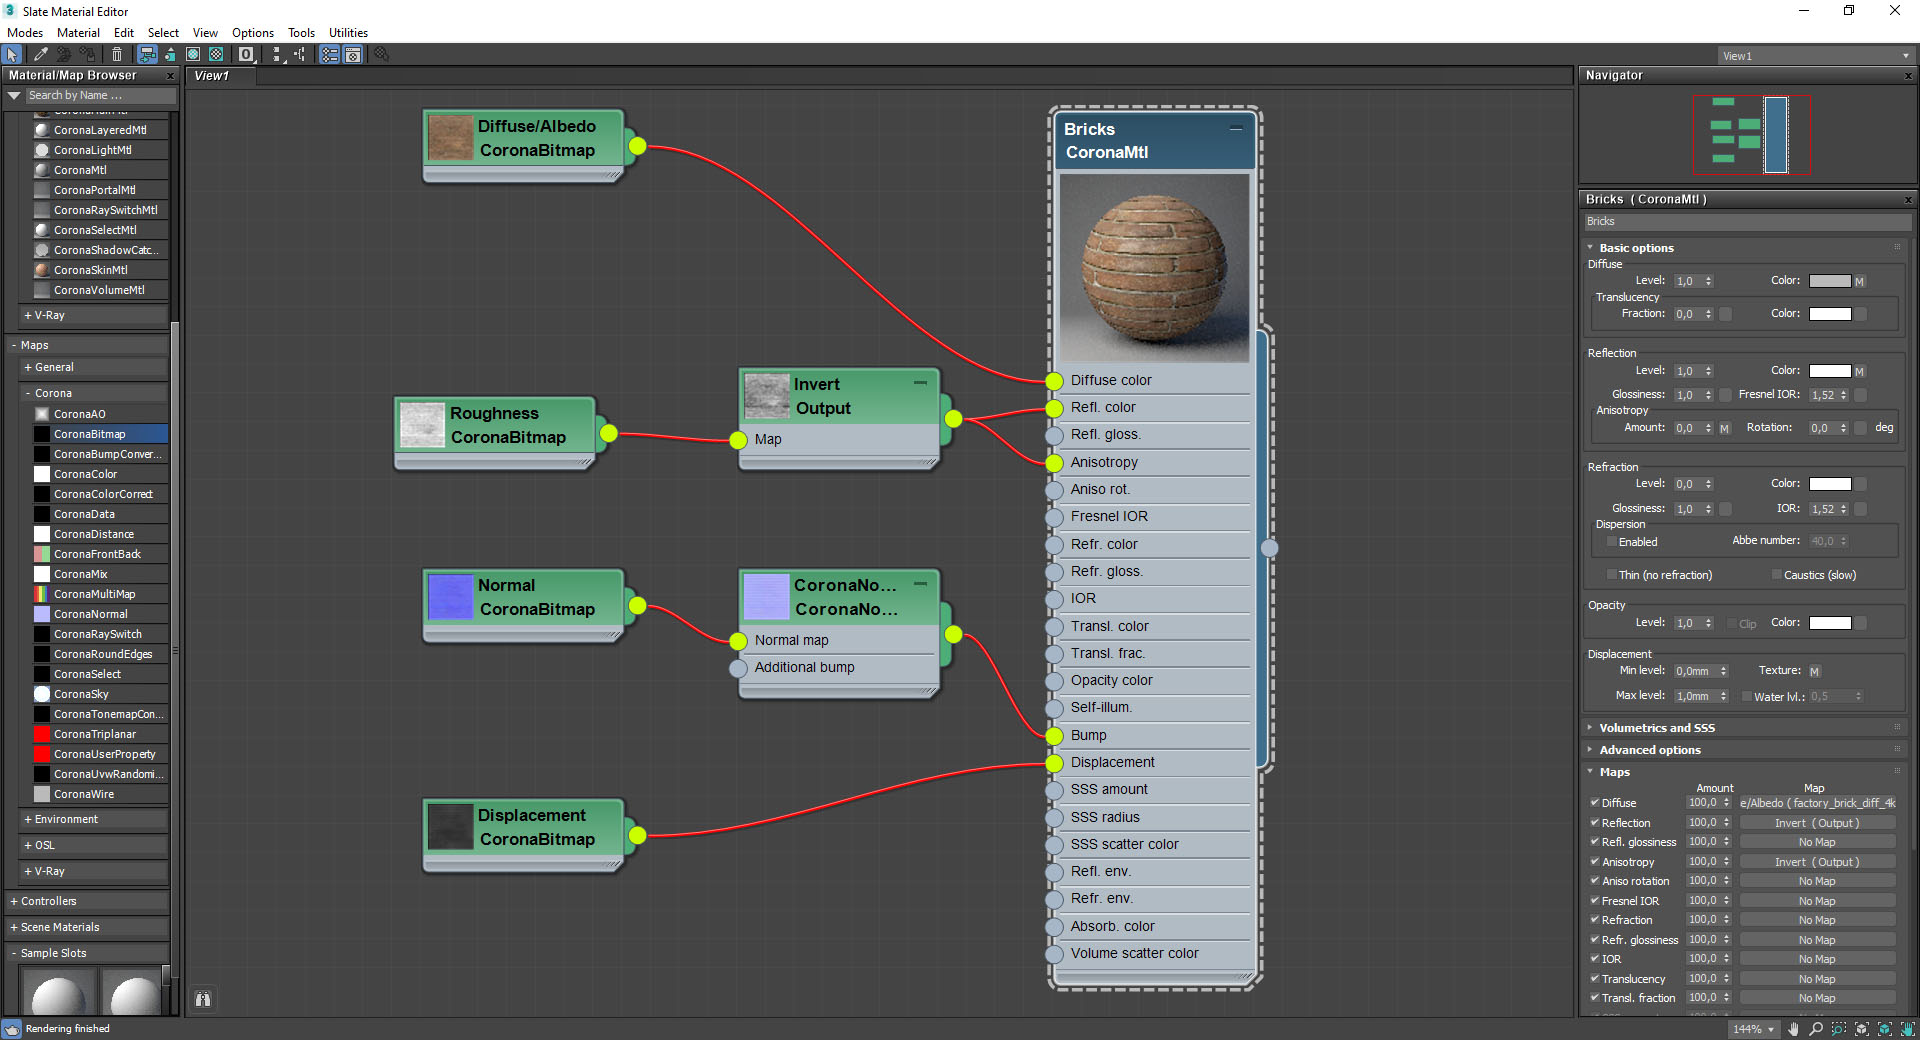 Slate Material Editor
Modes Material Edit Select View Options Tools Utilities
View1
Material/Map Browser
Search by Name ...
CoronaLayeredMtl
CoronaLightMtl
CoronaMtl
CoronaPortalMtl
CoronaRaySwitchMtl
CoronaSelectMtl
CoronaShadowCatc...
CoronaSkinMtl
CoronaVolumeMtl
+ V-Ray
- Maps
+ General
- Corona
CoronaAO
CoronaBitmap
CoronaBumpConver...
CoronaColor
CoronaColorCorrect
CoronaData
CoronaDistance
CoronaFrontBack
CoronaMix
CoronaMultiMap
CoronaNormal
CoronaRaySwitch
CoronaRoundEdges
CoronaSelect
CoronaSky
CoronaTonemapCon...
CoronaTriplanar
CoronaUserProperty
CoronaUvwRandomi...
CoronaWire
+ Environment
+ OSL
+ V-Ray
+ Controllers
+ Scene Materials
- Sample Slots
Rendering finished
View1
Diffuse/Albedo
CoronaBitmap
Roughness
CoronaBitmap
Invert
Output
Map
Normal
CoronaBitmap
CoronaNo...
CoronaNo...
Normal map
Additional bump
Displacement
CoronaBitmap
Bricks
CoronaMtl
Diffuse color
Refl. color
Refl. gloss.
Anisotropy
Aniso rot.
Fresnel IOR
Refr. color
Refr. gloss.
IOR
Transl. color
Transl. frac.
Opacity color
Self-illum.
Bump
Displacement
SSS amount
SSS radius
SSS scatter color
Refl. env.
Refr. env.
Absorb. color
Volume scatter color
Navigator
Bricks ( CoronaMtl )
Bricks
Basic options
Diffuse
Level: 1,0 Color: M
Translucency
Fraction: 0,0 Color:
Reflection
Level: 1,0 Color: M
Glossiness: 1,0 Fresnel IOR: 1,52
Anisotropy
Amount: 0,0 M Rotation: 0,0 deg
Refraction
Level: 0,0 Color:
Glossiness: 1,0 IOR: 1,52
Dispersion
Enabled Abbe number: 40,0
Thin (no refraction) Caustics (slow)
Opacity
Level: 1,0 Clip Color:
Displacement
Min level: 0,0mm Texture: M
Max level: 1,0mm Water lvl.: 0,5
Volumetrics and SSS
Advanced options
Maps
Amount Map
Diffuse 100,0 e/Albedo ( factory_brick_diff_4k
Reflection 100,0 Invert ( Output )
Refl. glossiness 100,0 No Map
Anisotropy 100,0 Invert ( Output )
Aniso rotation 100,0 No Map
Fresnel IOR 100,0 No Map
Refraction 100,0 No Map
Refr. glossiness 100,0 No Map
IOR 100,0 No Map
Translucency 100,0 No Map
Transl. fraction 100,0 No Map
144%